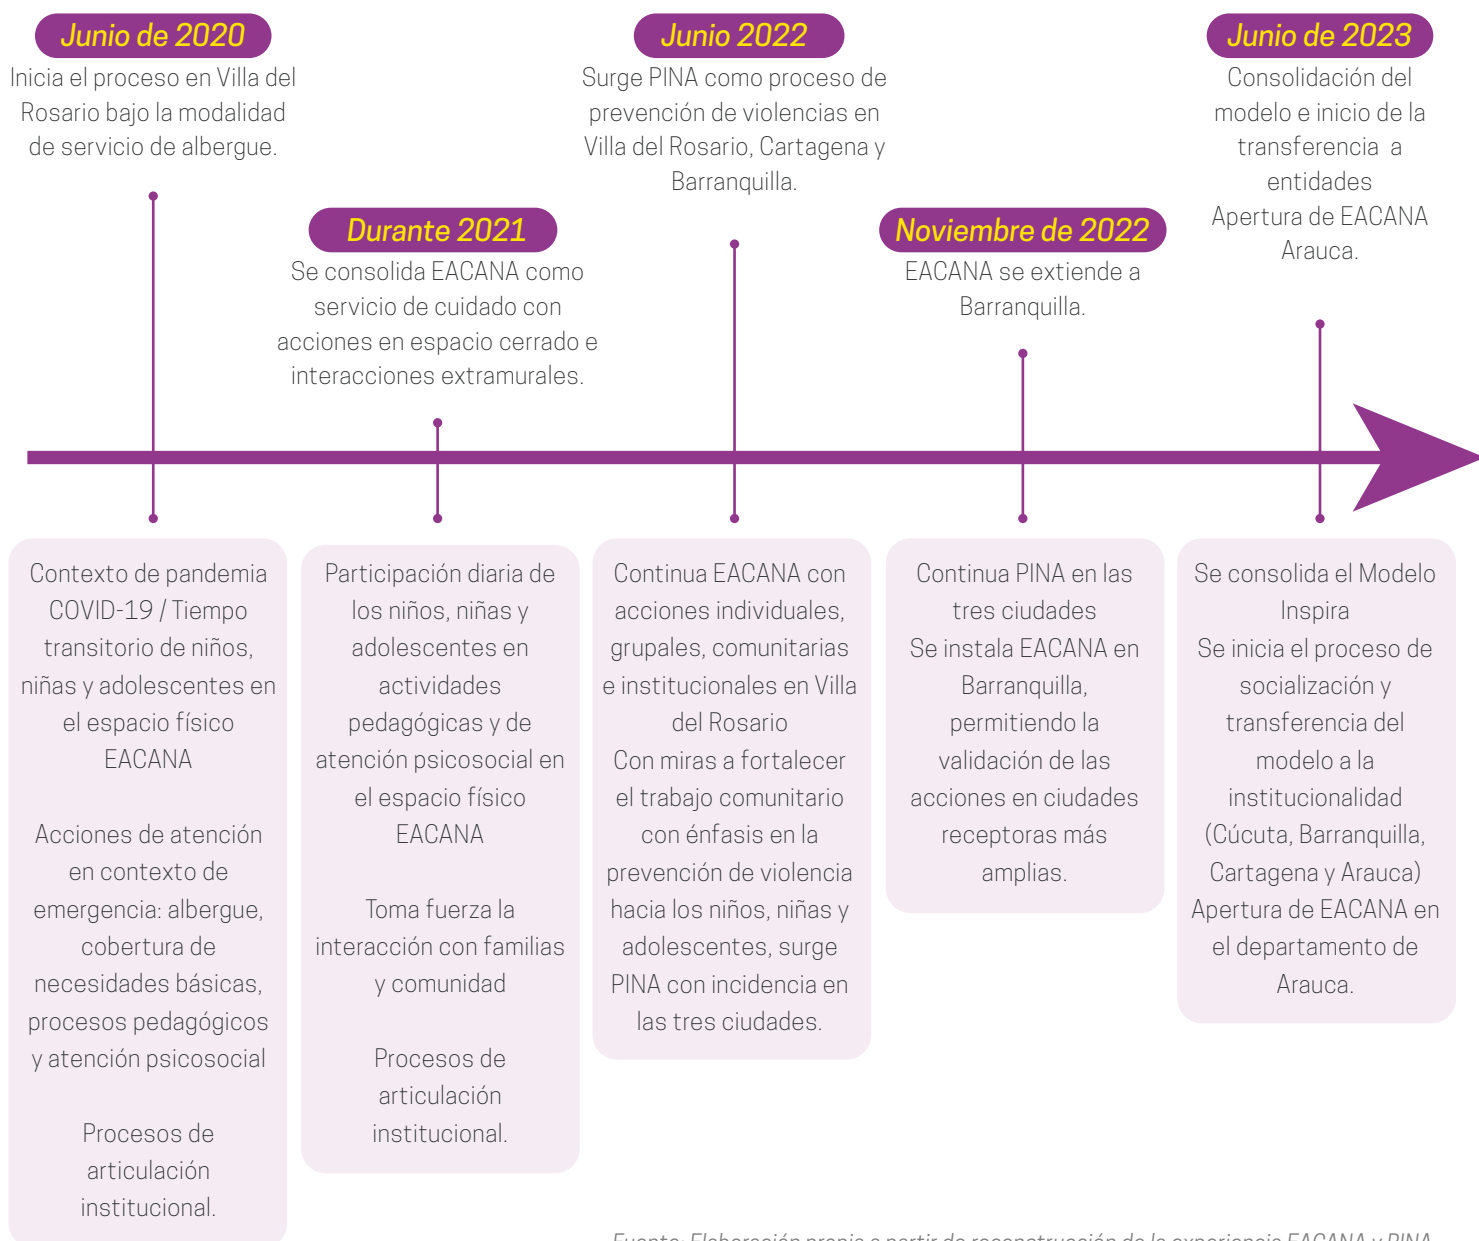 Junio de 2020
Inicia el proceso en Villa del
Rosario bajo la modalidad
de servicio de albergue.
Durante 2021
Se consolida EACANA como
servicio de cuidado con
acciones en espacio cerrado e
interacciones extramurales.
Junio 2022
Surge PINA como proceso de
prevención de violencias en
Villa del Rosario, Cartagena y
Barranquilla.
Noviembre de 2022
EACANA se extiende a
Barranquilla.
Junio de 2023
Consolidación del
modelo e inicio de la
transferencia a
entidades
Apertura de EACANA
Arauca.
Contexto de pandemia
COVID-19 / Tiempo
transitorio de niños,
niñas y adolescentes en
el espacio físico
EACANA
Acciones de atención
en contexto de
emergencia: albergue,
cobertura de
necesidades básicas,
procesos pedagógicos
y atención psicosocial
Procesos de
articulación
institucional.
Participación diaria de
los niños, niñas y
adolescentes en
actividades
pedagógicas y de
atención psicosocial en
el espacio físico
EACANA
Toma fuerza la
interacción con familias
y comunidad
Procesos de
articulación
institucional.
Continua EACANA con
acciones individuales,
grupales, comunitarias
e institucionales en Villa
del Rosario
Con miras a fortalecer
el trabajo comunitario
con énfasis en la
prevención de violencia
hacia los niños, niñas y
adolescentes, surge
PINA con incidencia en
las tres ciudades.
Continua PINA en las
tres ciudades
Se instala EACANA en
Barranquilla,
permitiendo la
validación de las
acciones en ciudades
receptoras más
amplias.
Se consolida el Modelo
Inspira
Se inicia el proceso de
socialización y
transferencia del
modelo a la
institucionalidad
(Cúcuta, Barranquilla,
Cartagena y Arauca)
Apertura de EACANA en
el departamento de
Arauca.
Fuente: Elaboración propia a partir de reconstrucción de la experiencia EACANA y PINA